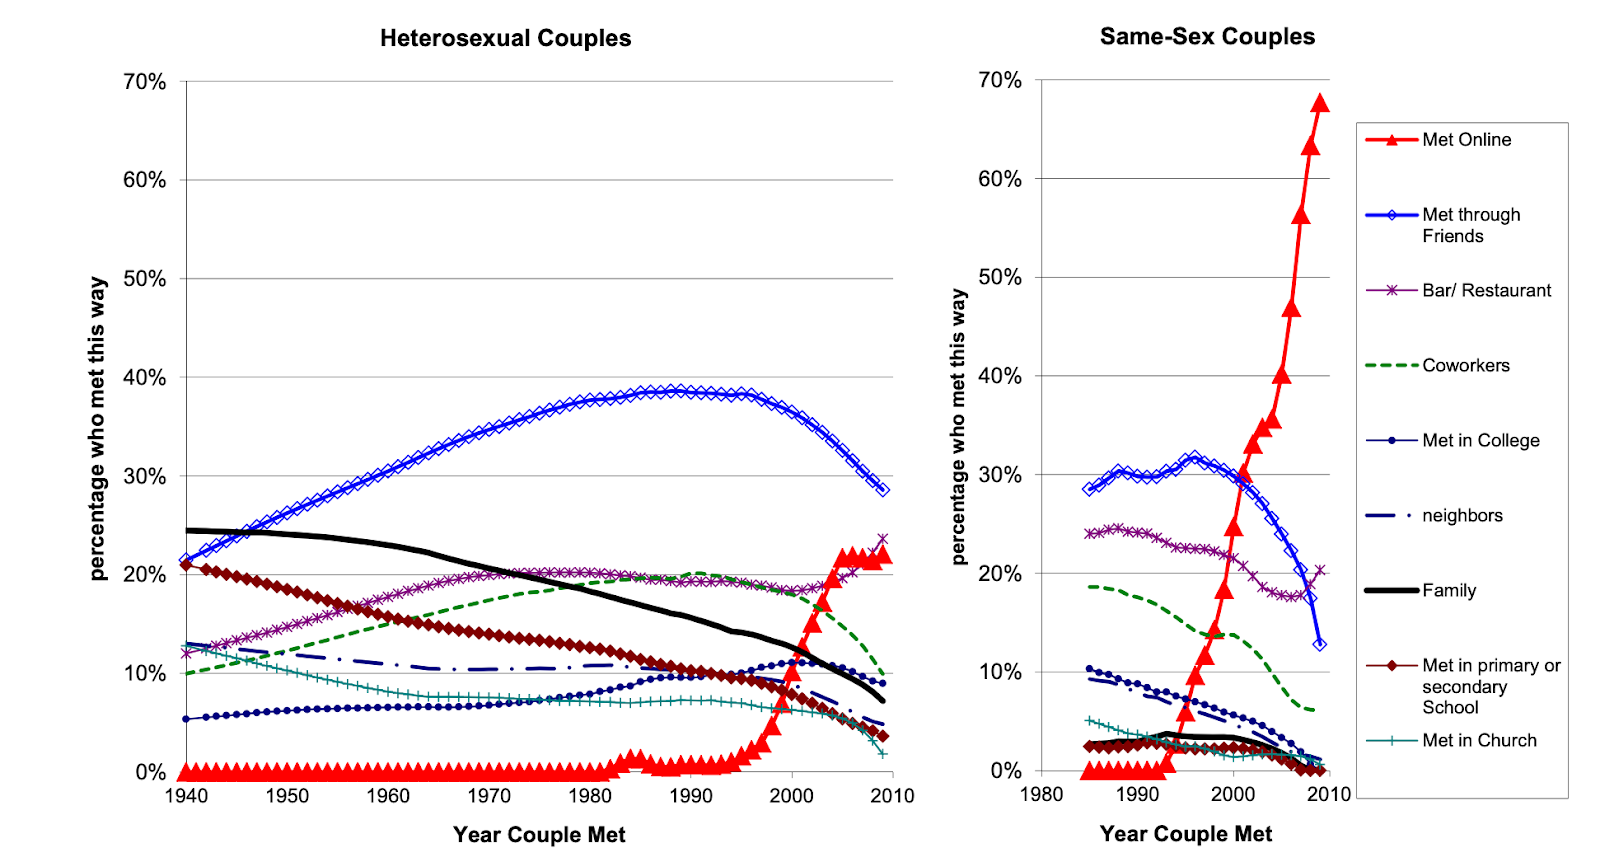 Heterosexual Couples
percentage who met this way
70%
60%
50%
40%
30%
20%
10%
0%
1940 1950 1960 1970 1980 1990 2000 2010
Year Couple Met
Same-Sex Couples
percentage who met this way
70%
60%
50%
40%
30%
20%
10%
0%
1980 1990 2000 2010
Year Couple Met
Met Online
Met through
Friends
Bar/ Restaurant
Coworkers
Met in College
neighbors
Family
Met in primary or
secondary
School
Met in Church